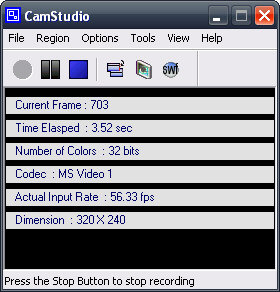 CamStudio
File Region Options Tools View Help
SWF
Current Frame : 703
Time Elasped : 3.52 sec
Number of Colors : 32 bits
Codec : MS Video 1
Actual Input Rate : 56.33 fps
Dimension : 320 X 240
Press the Stop Button to stop recording